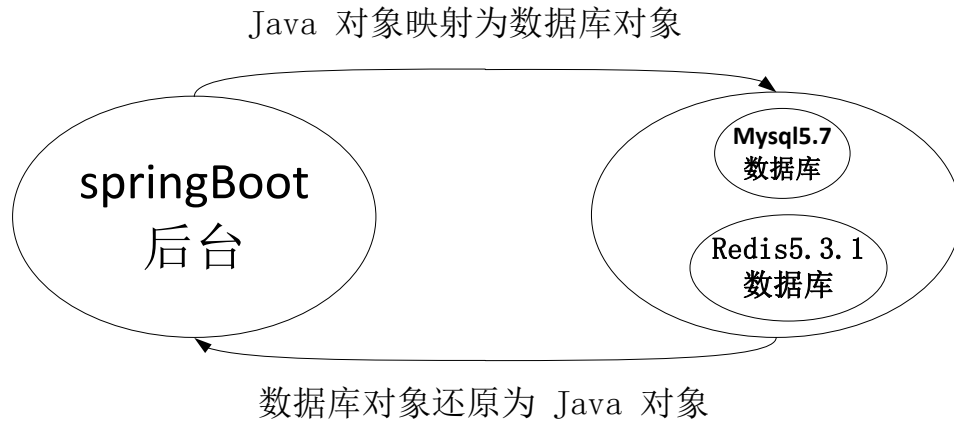 Java 对象映射为数据库对象
springBoot
后台
Mysql5.7
数据库
Redis5.3.1
数据库
数据库对象还原为 Java 对象